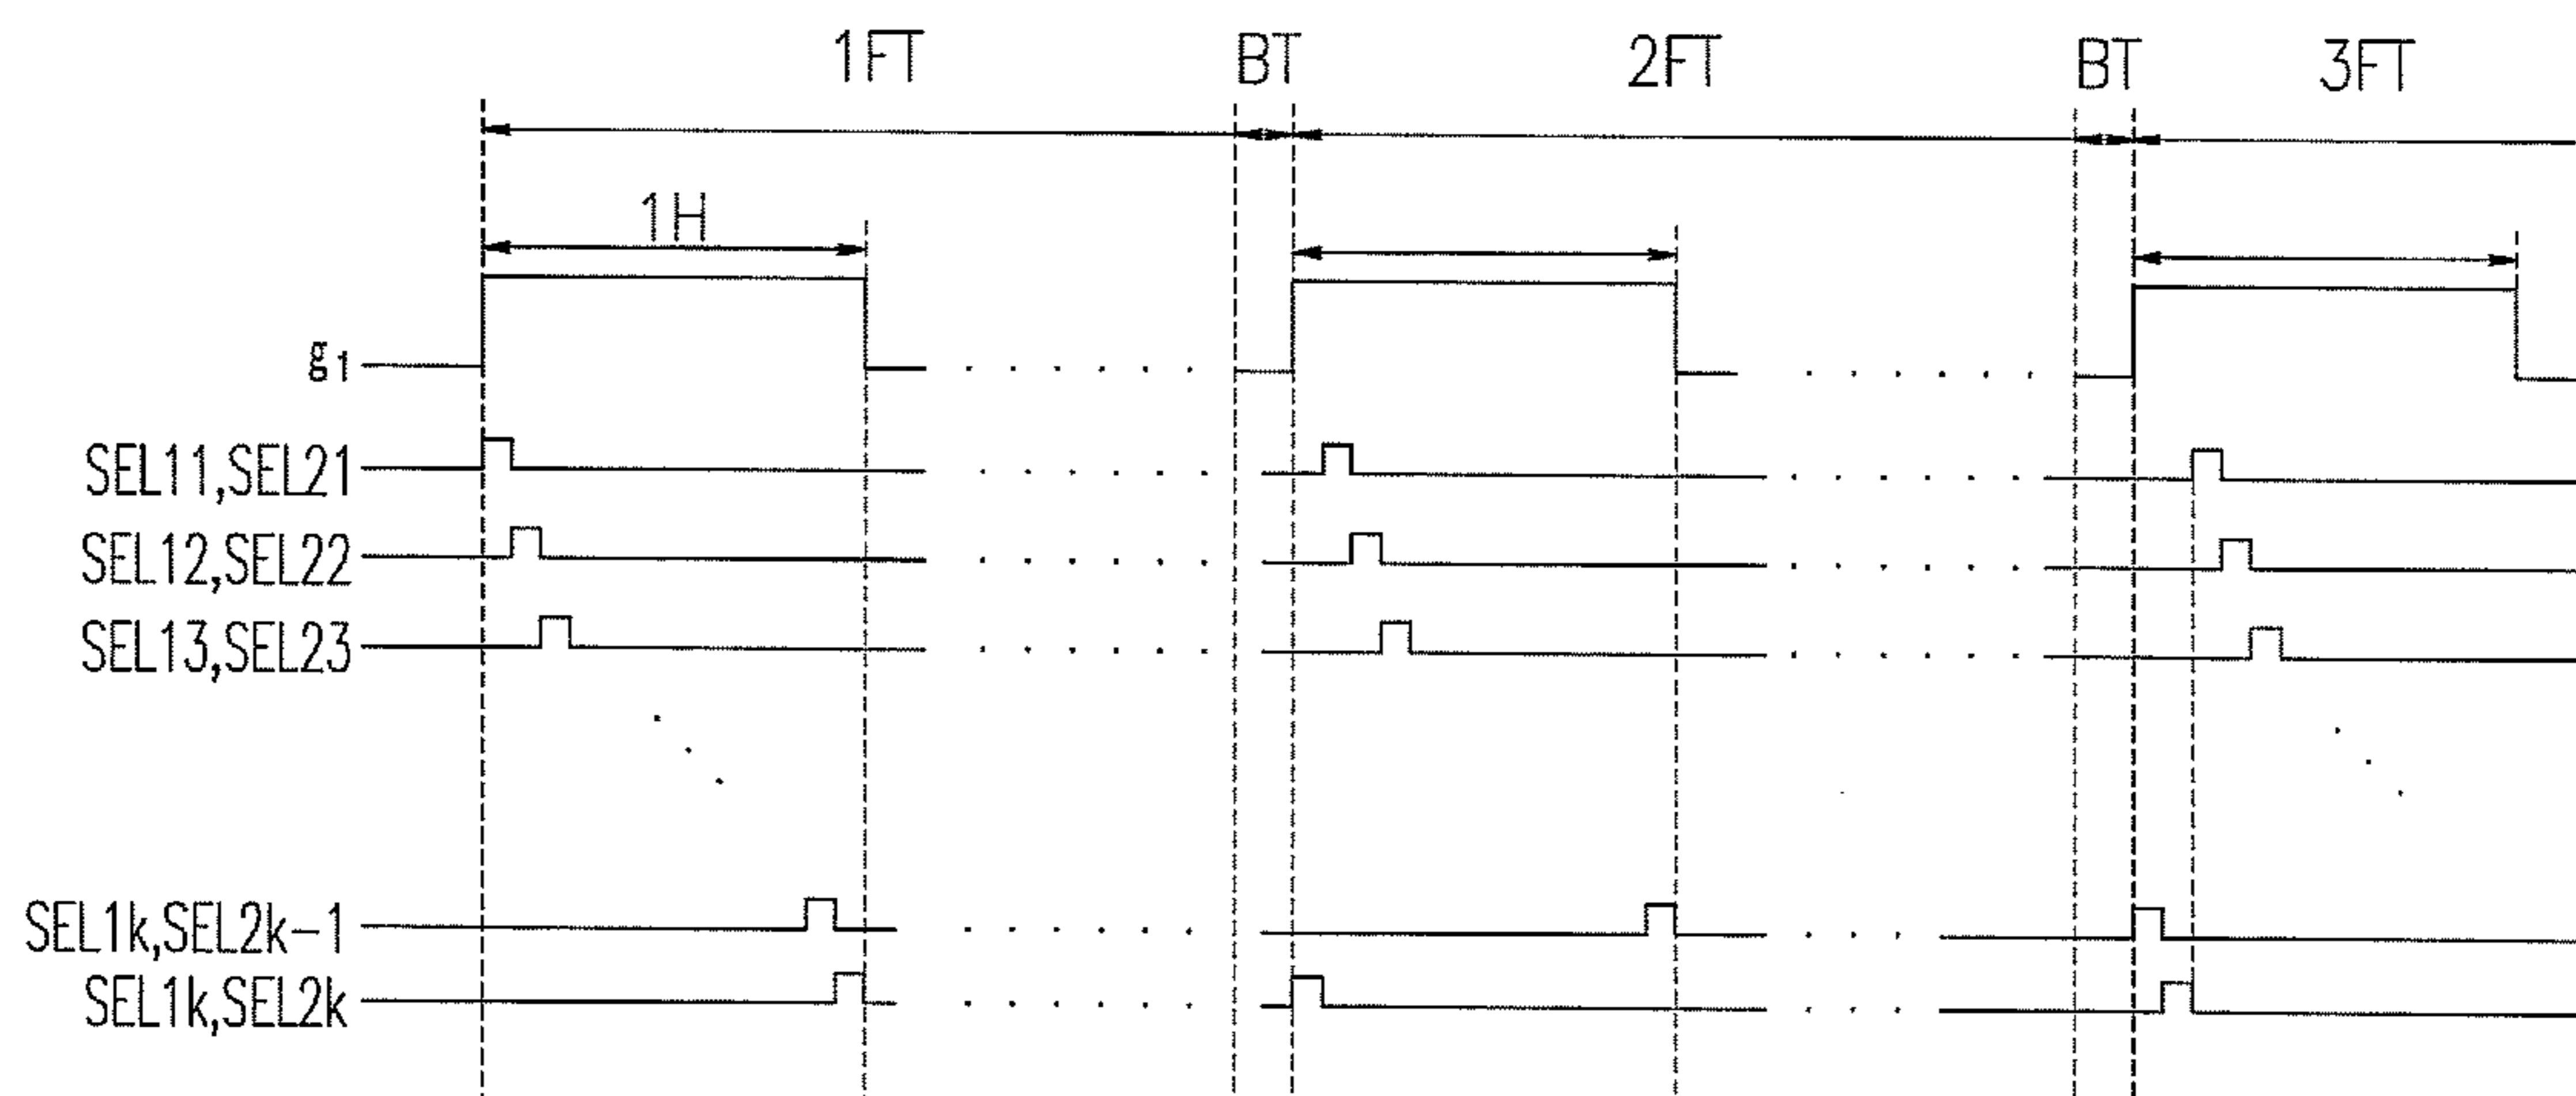 1FT BT 2FT BT 3FT
1H
g1
SEL11,SEL21
SEL12,SEL22
SEL13,SEL23
SEL1k,SEL2k-1
SEL1k,SEL2k